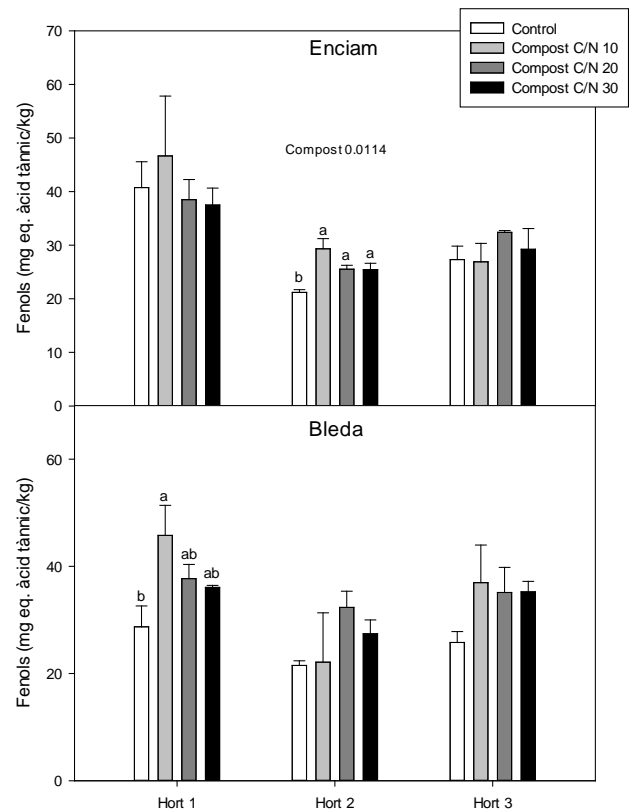 Control
Compost C/N 10
Compost C/N 20
Compost C/N 30
Enciam
Compost 0.0114
Fenols (mg eq. àcid tànnic/kg)
70
60
50
40
30
20
10
0
b
a
a
a
Bleda
Fenols (mg eq. àcid tànnic/kg)
60
40
20
0
b
a
ab
ab
Hort 1
Hort 2
Hort 3